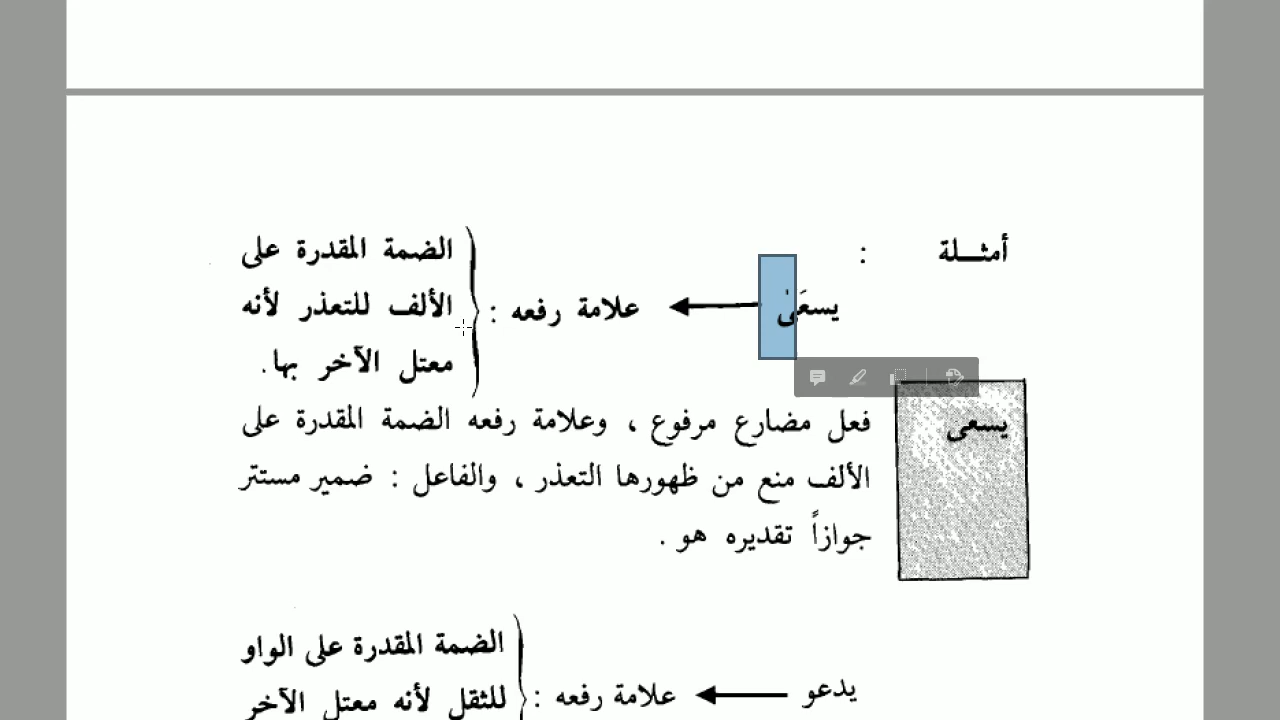 أمثـــلة :
يسعَىٰ ← علامة رفعه : الضمة المقدرة على
الألف للتعذر لأنه
معتل الآخر بها.
يسعى فعل مضارع مرفوع ، وعلامة رفعه الضمة المقدرة على
الألف منع من ظهورها التعذر ، والفاعل : ضمير مستتر
جوازاً تقديره هو .
يدعو ← علامة رفعه : الضمة المقدرة على الواو
للثقل لأنه معتل الآخر